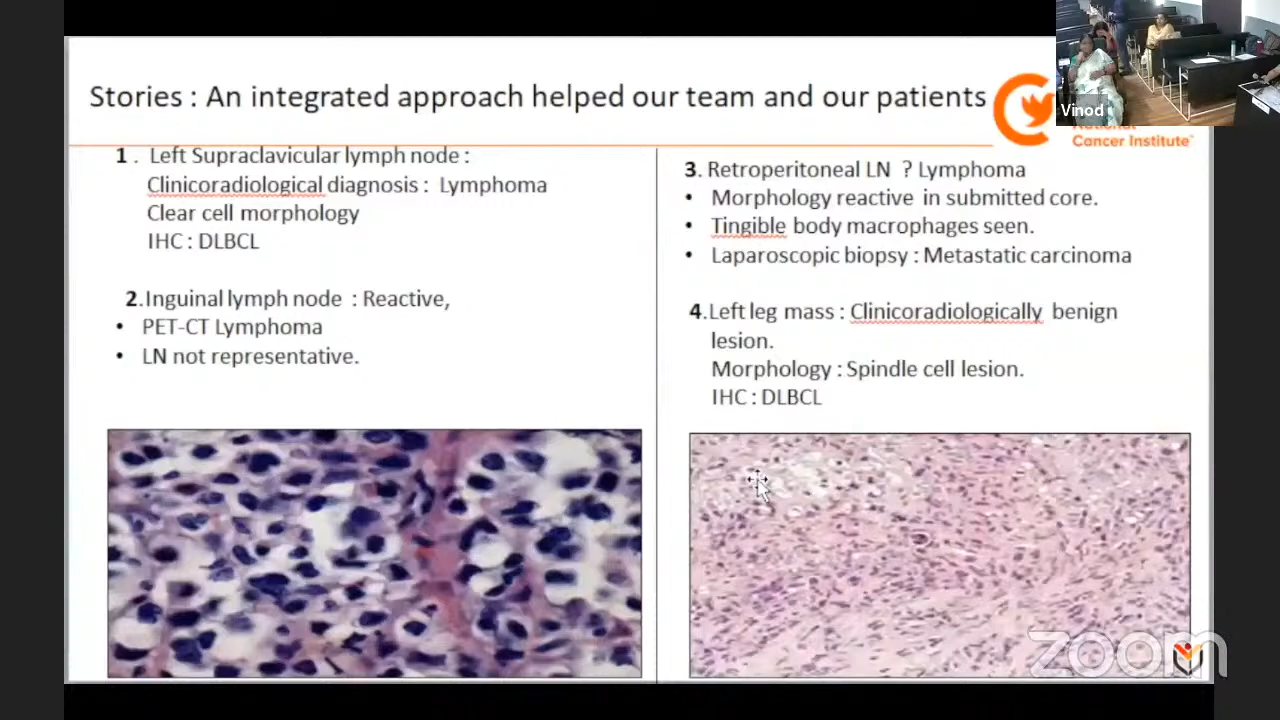 Stories : An integrated approach helped our team and our patients
Vinod
Cancer Institute
1 . Left Supraclavicular lymph node :
Clinicoradiological diagnosis : Lymphoma
Clear cell morphology
IHC : DLBCL
2.Inguinal lymph node : Reactive,
• PET-CT Lymphoma
• LN not representative.
3. Retroperitoneal LN ? Lymphoma
• Morphology reactive in submitted core.
• Tingible body macrophages seen.
• Laparoscopic biopsy : Metastatic carcinoma
4.Left leg mass : Clinicoradiologically benign
lesion.
Morphology : Spindle cell lesion.
IHC : DLBCL
zoom